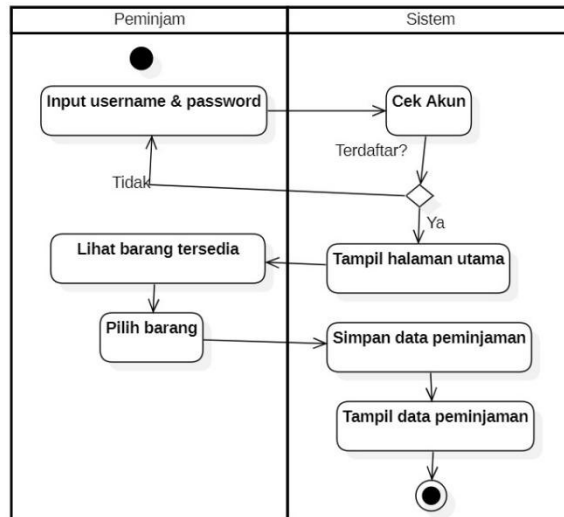 Peminjam
Sistem
Input username & password
Cek Akun
Terdaftar?
Tidak
Ya
Lihat barang tersedia
Tampil halaman utama
Pilih barang
Simpan data peminjaman
Tampil data peminjaman